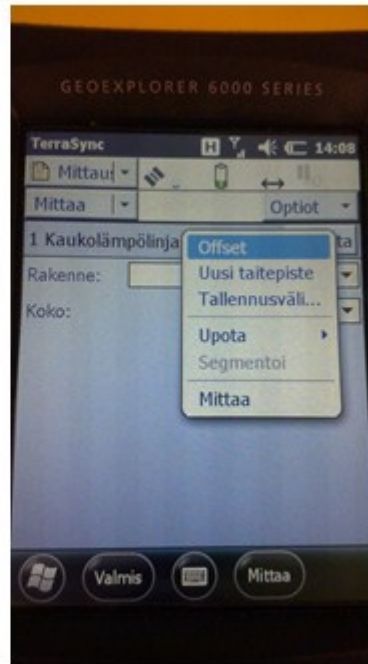 GEOEXPLORER 6000 SERIES
TerraSync H 14:08
Mittaus
Mittaa Optiot
1 Kaukolämpölinja ta
Rakenne:
Koko:
Offset
Uusi taitepiste
Tallennusväli...
Upota
Segmentoi
Mittaa
Valmis Mittaa